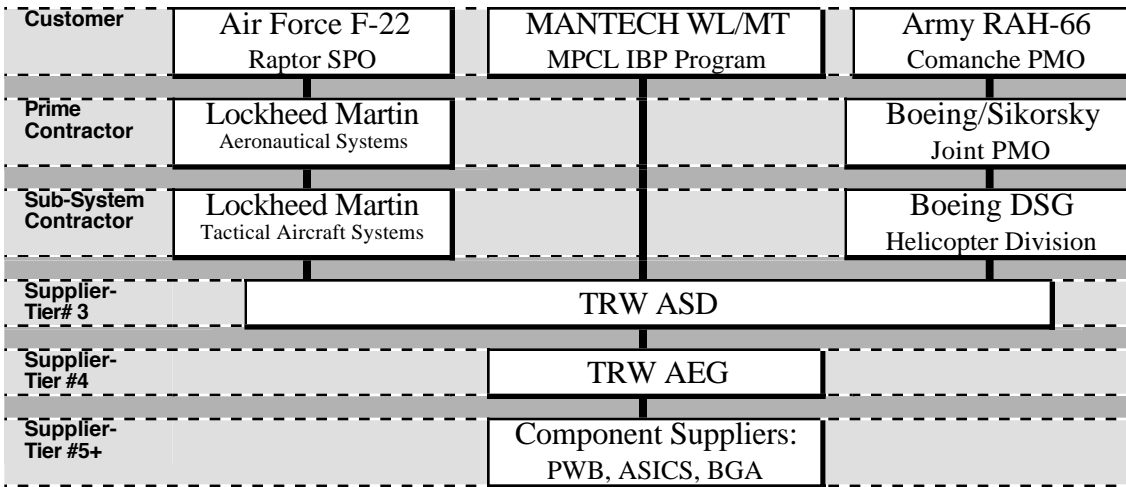 Customer
Air Force F-22
Raptor SPO
MANTECH WL/MT
MPCL IBP Program
Army RAH-66
Comanche PMO
Prime
Contractor
Lockheed Martin
Aeronautical Systems
Boeing/Sikorsky
Joint PMO
Sub-System
Contractor
Lockheed Martin
Tactical Aircraft Systems
Boeing DSG
Helicopter Division
Supplier-
Tier# 3
TRW ASD
Supplier-
Tier #4
TRW AEG
Supplier-
Tier #5+
Component Suppliers:
PWB, ASICS, BGA